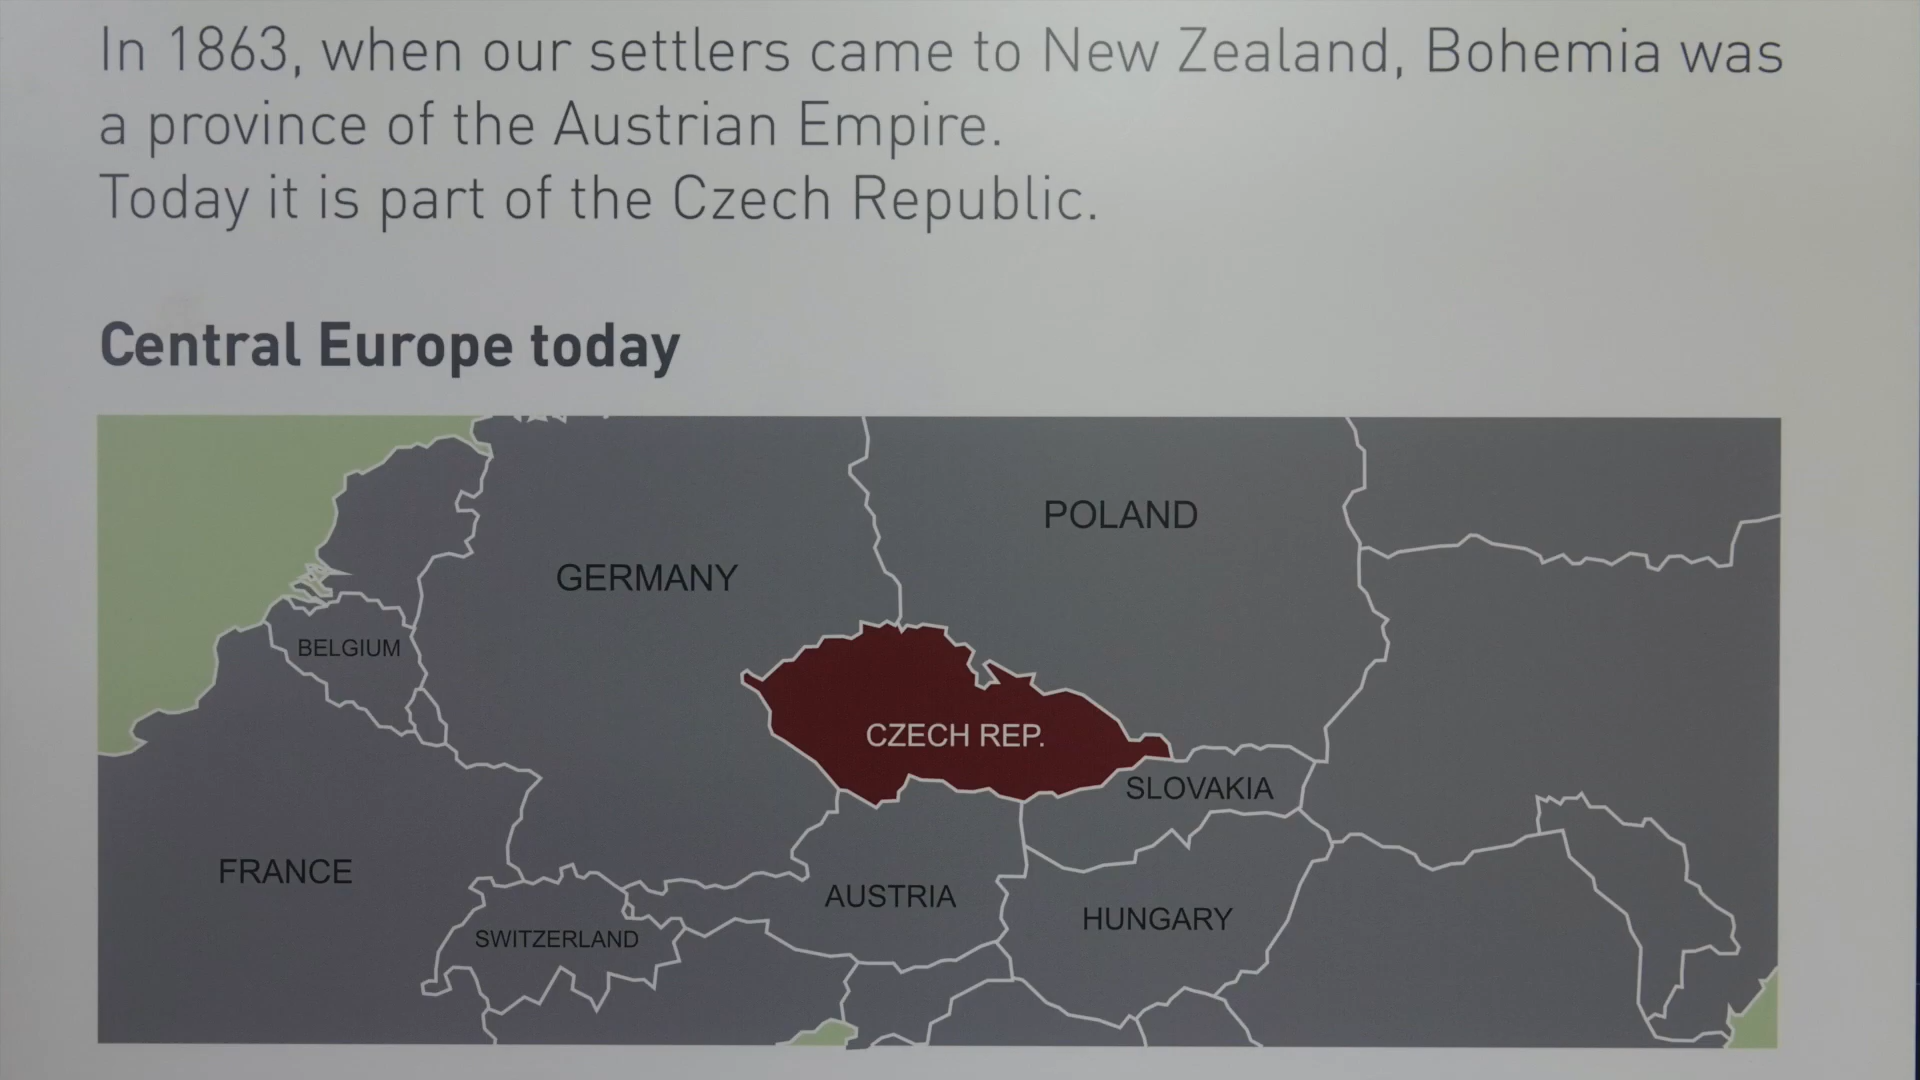 In 1863, when our settlers came to New Zealand, Bohemia was
a province of the Austrian Empire.
Today it is part of the Czech Republic.
Central Europe today
POLAND
GERMANY
BELGIUM
CZECH REP.
SLOVAKIA
FRANCE
AUSTRIA
HUNGARY
SWITZERLAND